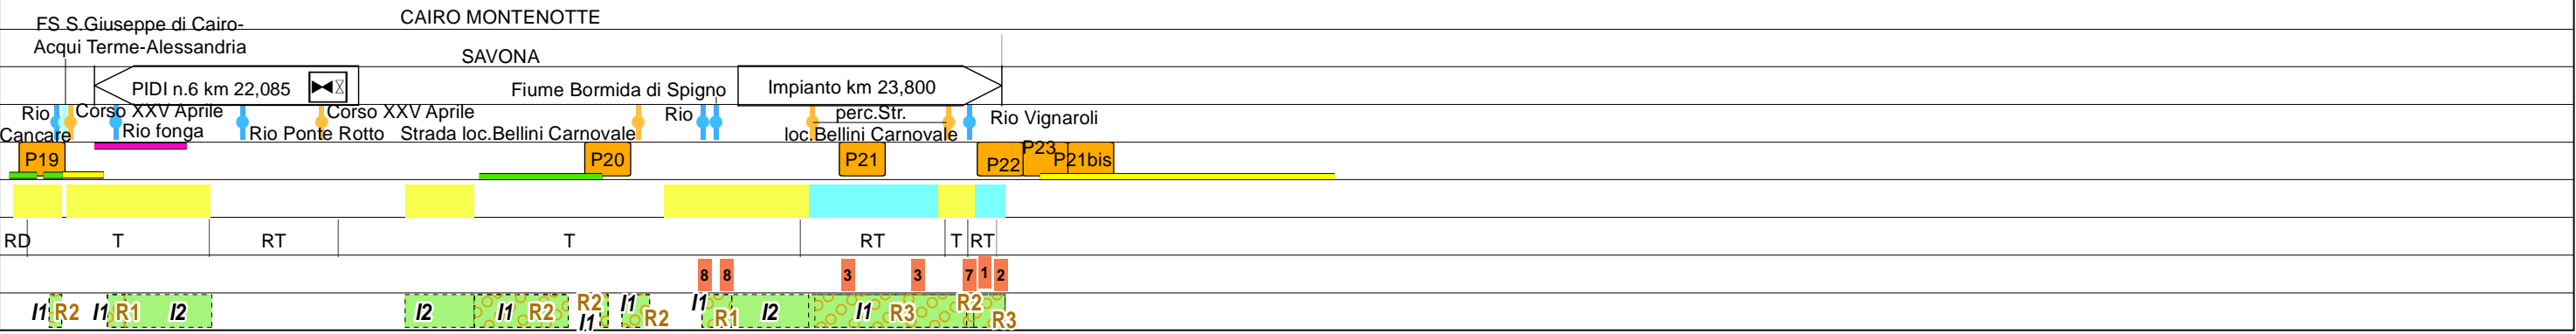 CAIRO MONTENOTTE
FS S.Giuseppe di Cairo-
Acqui Terme-Alessandria
SAVONA
PIDI n.6 km 22,085
Fiume Bormida di Spigno
Impianto km 23,800
Rio
Cancare
Corso XXV Aprile
Rio fonga
Rio Ponte Rotto
Corso XXV Aprile
Strada loc.Bellini Carnovale
Rio
perc.Str.
loc.Bellini Carnovale
Rio Vignaroli
P19
P20
P21
P22
P23
P21bis
RD
T
RT
T
RT
T
RT
8
8
3
3
7
1
2
I1
R2
I1
R1
I2
I2
I1
R2
R2
I1
I1
R2
I1
R1
I2
I1
R3
R2
R3